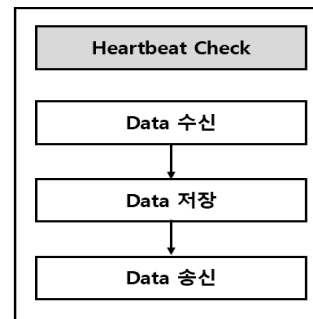 Heartbeat Check
Data 수신
Data 저장
Data 송신